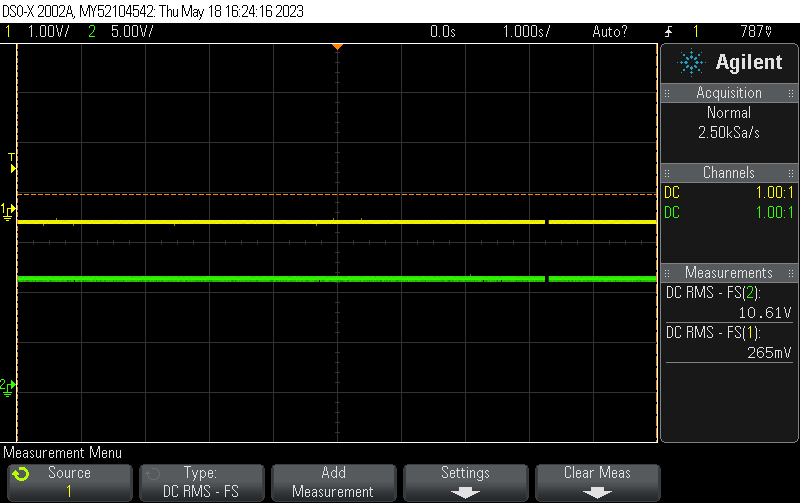 DSO-X 2002A, MY52104542: Thu May 18 16:24:16 2023
1 1.00V/ 2 5.00V/ 0.0s 1.000s/ Auto? 1 787mV
Agilent
Acquisition
Normal
2.50kSa/s
Channels
DC 1.00:1
DC 1.00:1
Measurements
DC RMS - FS(2):
10.61V
DC RMS - FS(1):
265mV
T
1
2
Measurement Menu
Source
1
Type:
DC RMS - FS
Add
Measurement
Settings
Clear Meas